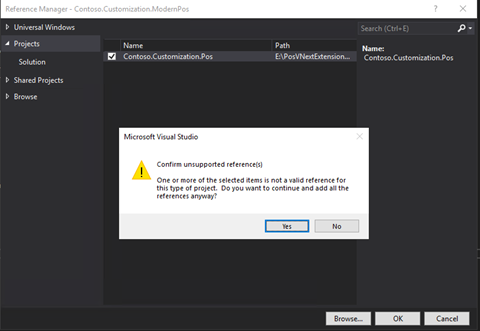 Reference Manager - Contoso.Customization.ModernPos
? ×
Universal Windows
Search (Ctrl+E)
Projects
Solution
Shared Projects
Browse
Name Path
Contoso.Customization.Pos E:\PosVNextExtension...
Name:
Contoso.Customization.Pos
Microsoft Visual Studio
Confirm unsupported reference(s)
One or more of the selected items is not a valid reference for
this type of project. Do you want to continue and add all the
references anyway?
Yes No
Browse... OK Cancel